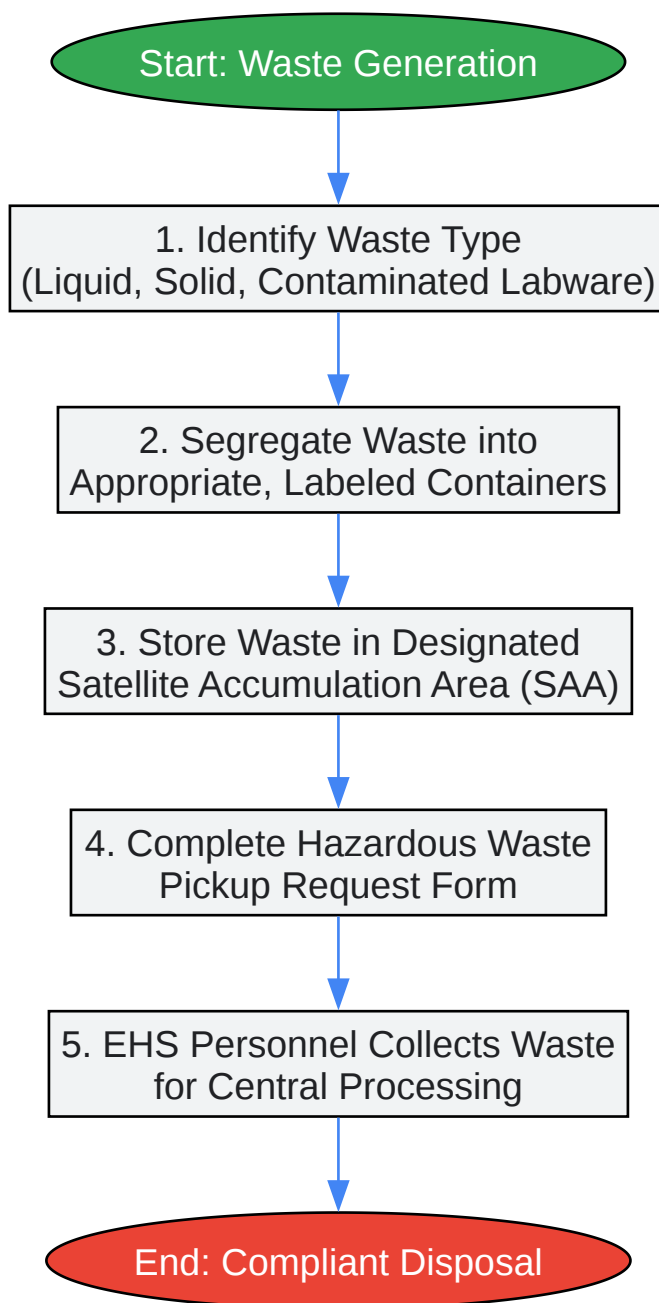 Start: Waste Generation
1. Identify Waste Type
(Liquid, Solid, Contaminated Labware)
2. Segregate Waste into
Appropriate, Labeled Containers
3. Store Waste in Designated
Satellite Accumulation Area (SAA)
4. Complete Hazardous Waste
Pickup Request Form
5. EHS Personnel Collects Waste
for Central Processing
End: Compliant Disposal